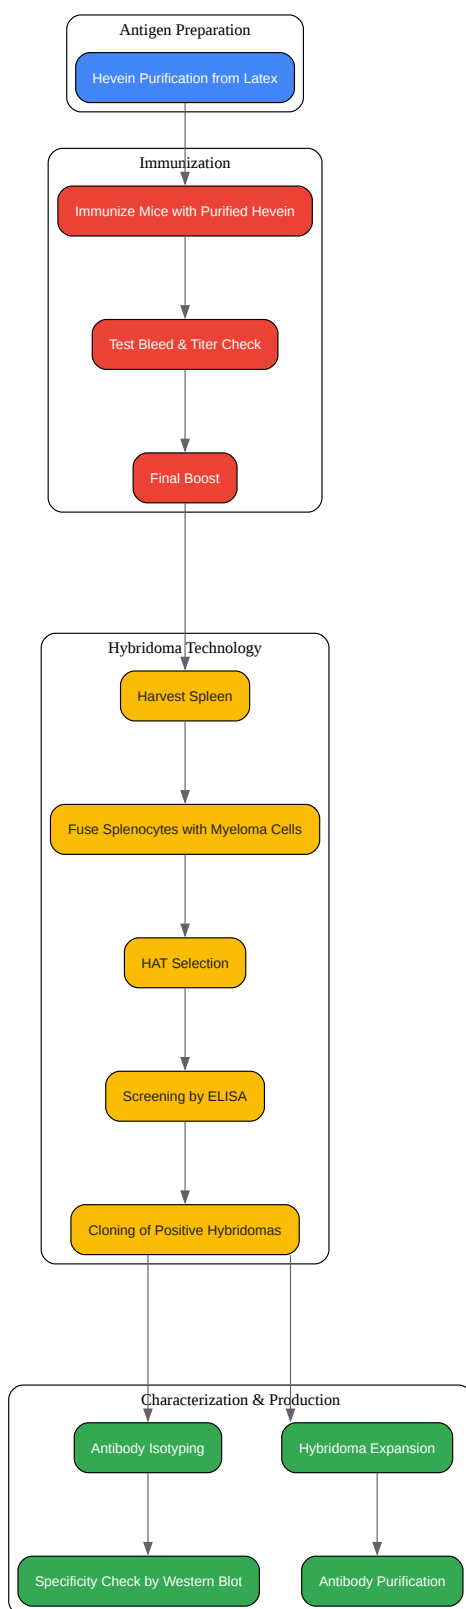 Antigen Preparation
Hevein Purification from Latex
Immunization
Immunize Mice with Purified Hevein
Test Bleed & Titer Check
Final Boost
Hybridoma Technology
Harvest Spleen
Fuse Splenocytes with Myeloma Cells
HAT Selection
Screening by ELISA
Cloning of Positive Hybridomas
Characterization & Production
Antibody Isotyping
Hybridoma Expansion
Specificity Check by Western Blot
Antibody Purification